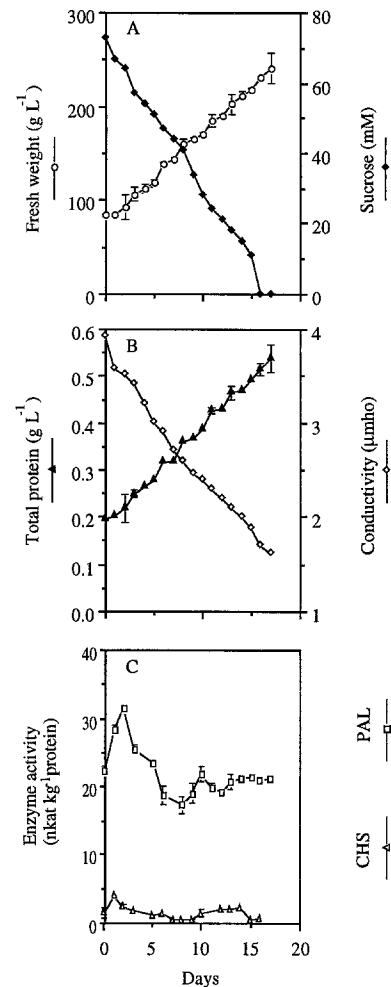 A
300
200
100
0
Fresh weight (g L⁻¹)
80
60
40
20
0
Sucrose (mM)
B
0.6
0.5
0.4
0.3
0.2
0.1
0.0
Total protein (g L⁻¹)
4
3
2
1
Conductivity (µmho)
C
40
30
20
10
0
Enzyme activity
(nkat kg⁻¹protein)
PAL
CHS
0
5
10
15
20
Days